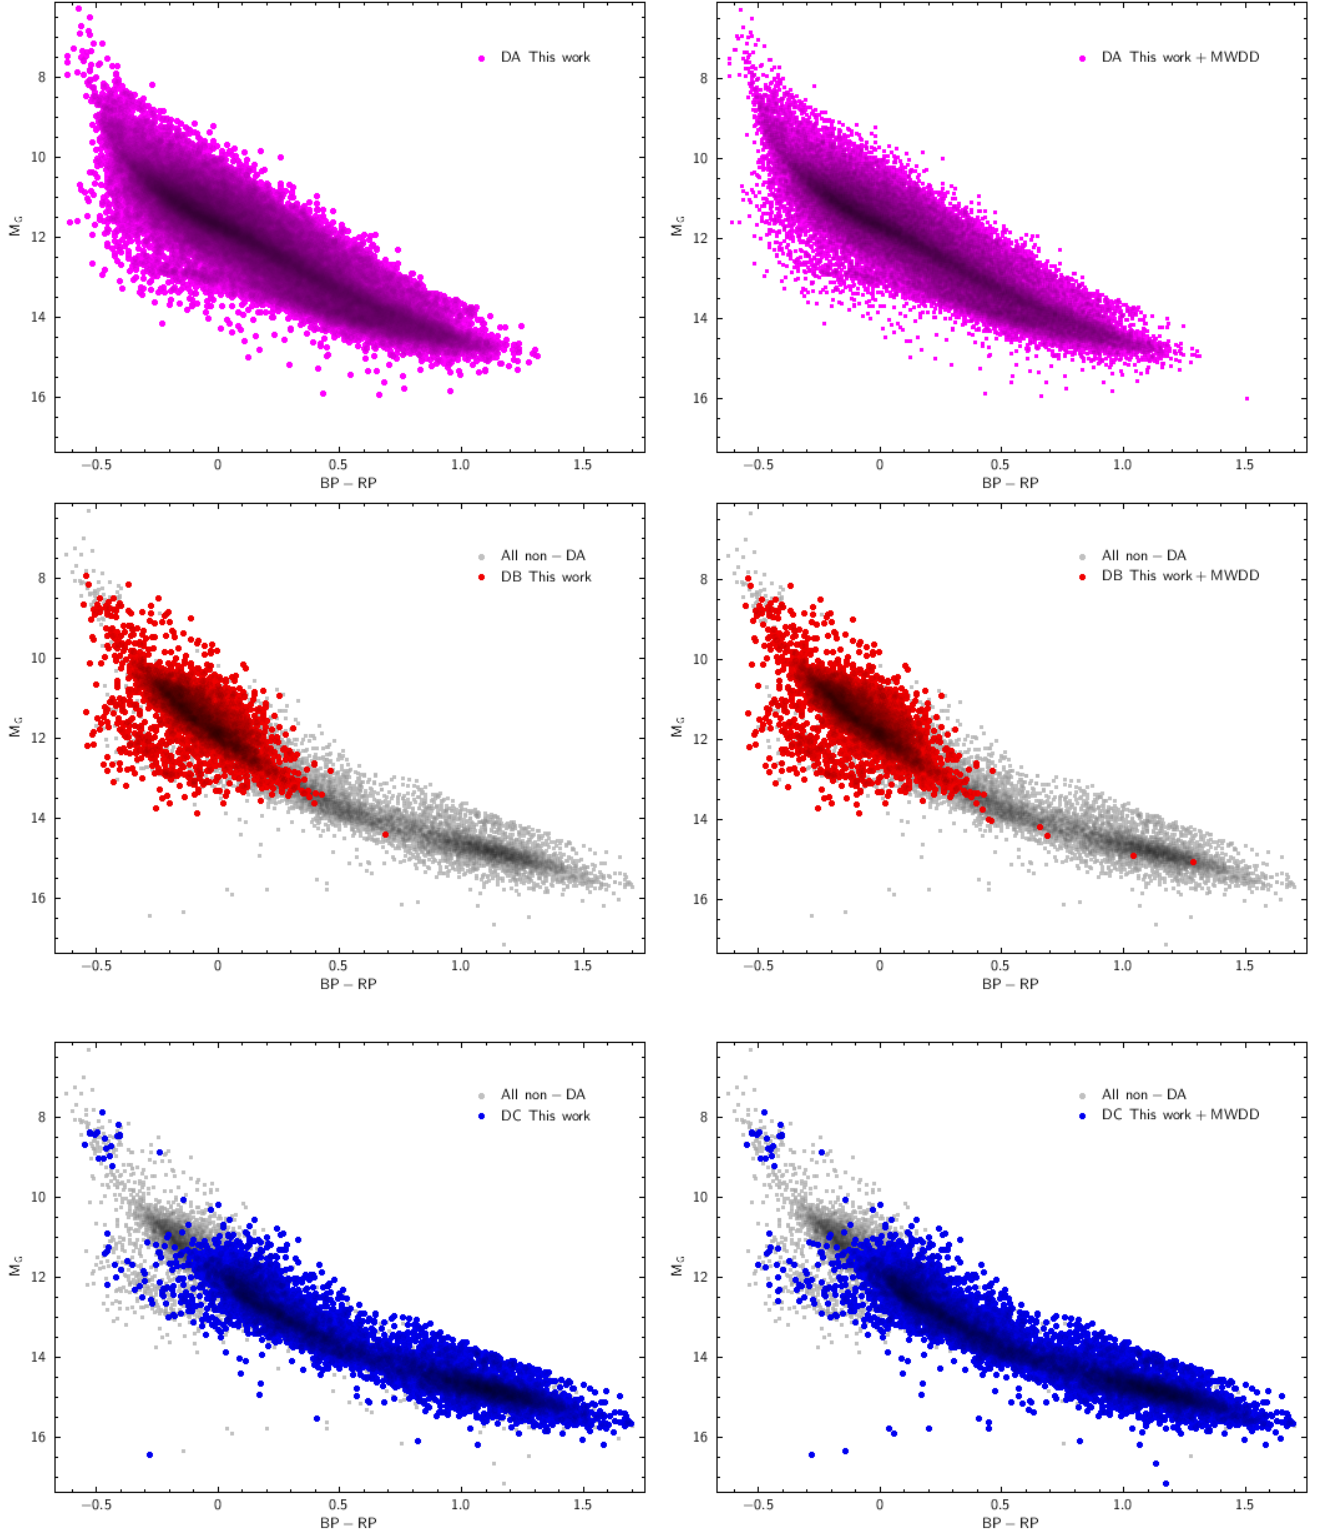 DA This work
8
10
12
14
16
M_G
−0.5 0 0.5 1.0 1.5
BP − RP
DA This work + MWDD
8
10
12
14
16
M_G
−0.5 0 0.5 1.0 1.5
BP − RP
All non − DA
DB This work
8
10
12
14
16
M_G
−0.5 0 0.5 1.0 1.5
BP − RP
All non − DA
DB This work + MWDD
8
10
12
14
16
M_G
−0.5 0 0.5 1.0 1.5
BP − RP
All non − DA
DC This work
8
10
12
14
16
M_G
−0.5 0 0.5 1.0 1.5
BP − RP
All non − DA
DC This work + MWDD
8
10
12
14
16
M_G
−0.5 0 0.5 1.0 1.5
BP − RP